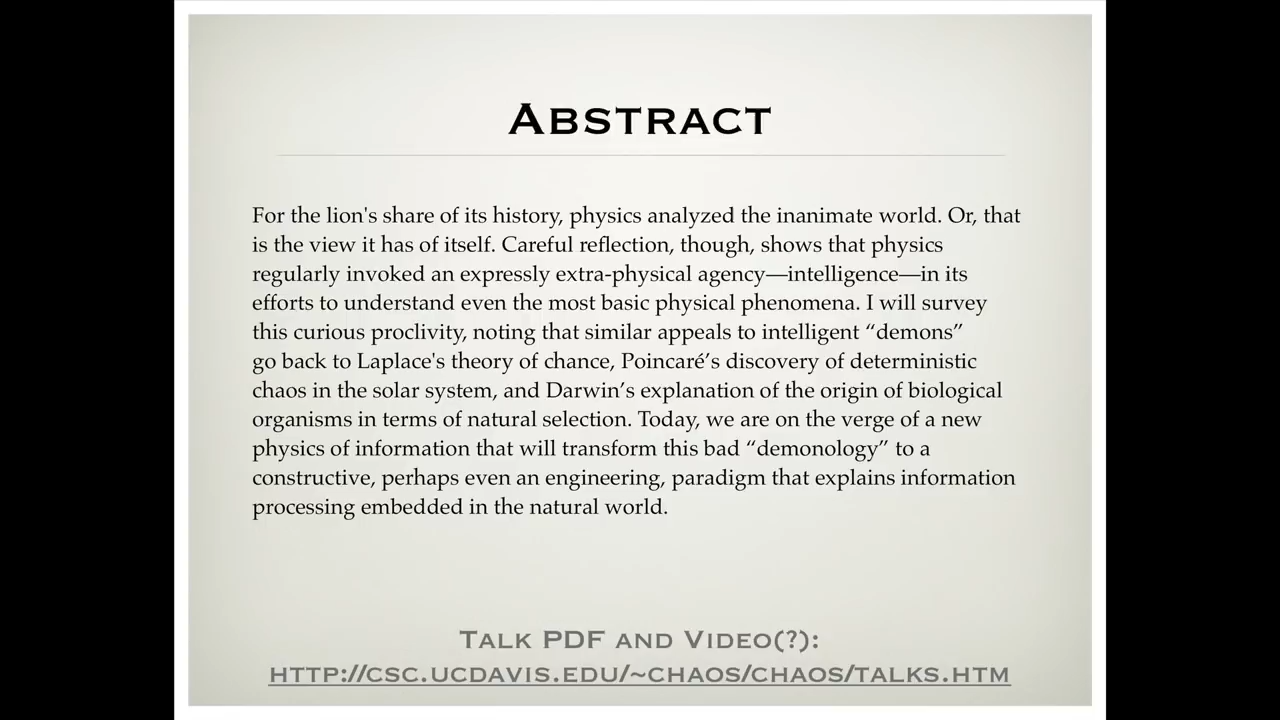 Abstract
For the lion's share of its history, physics analyzed the inanimate world. Or, that
is the view it has of itself. Careful reflection, though, shows that physics
regularly invoked an expressly extra-physical agency—intelligence—in its
efforts to understand even the most basic physical phenomena. I will survey
this curious proclivity, noting that similar appeals to intelligent “demons”
go back to Laplace's theory of chance, Poincaré’s discovery of deterministic
chaos in the solar system, and Darwin’s explanation of the origin of biological
organisms in terms of natural selection. Today, we are on the verge of a new
physics of information that will transform this bad “demonology” to a
constructive, perhaps even an engineering, paradigm that explains information
processing embedded in the natural world.
Talk PDF and Video(?):
http://csc.ucdavis.edu/~chaos/chaos/talks.htm